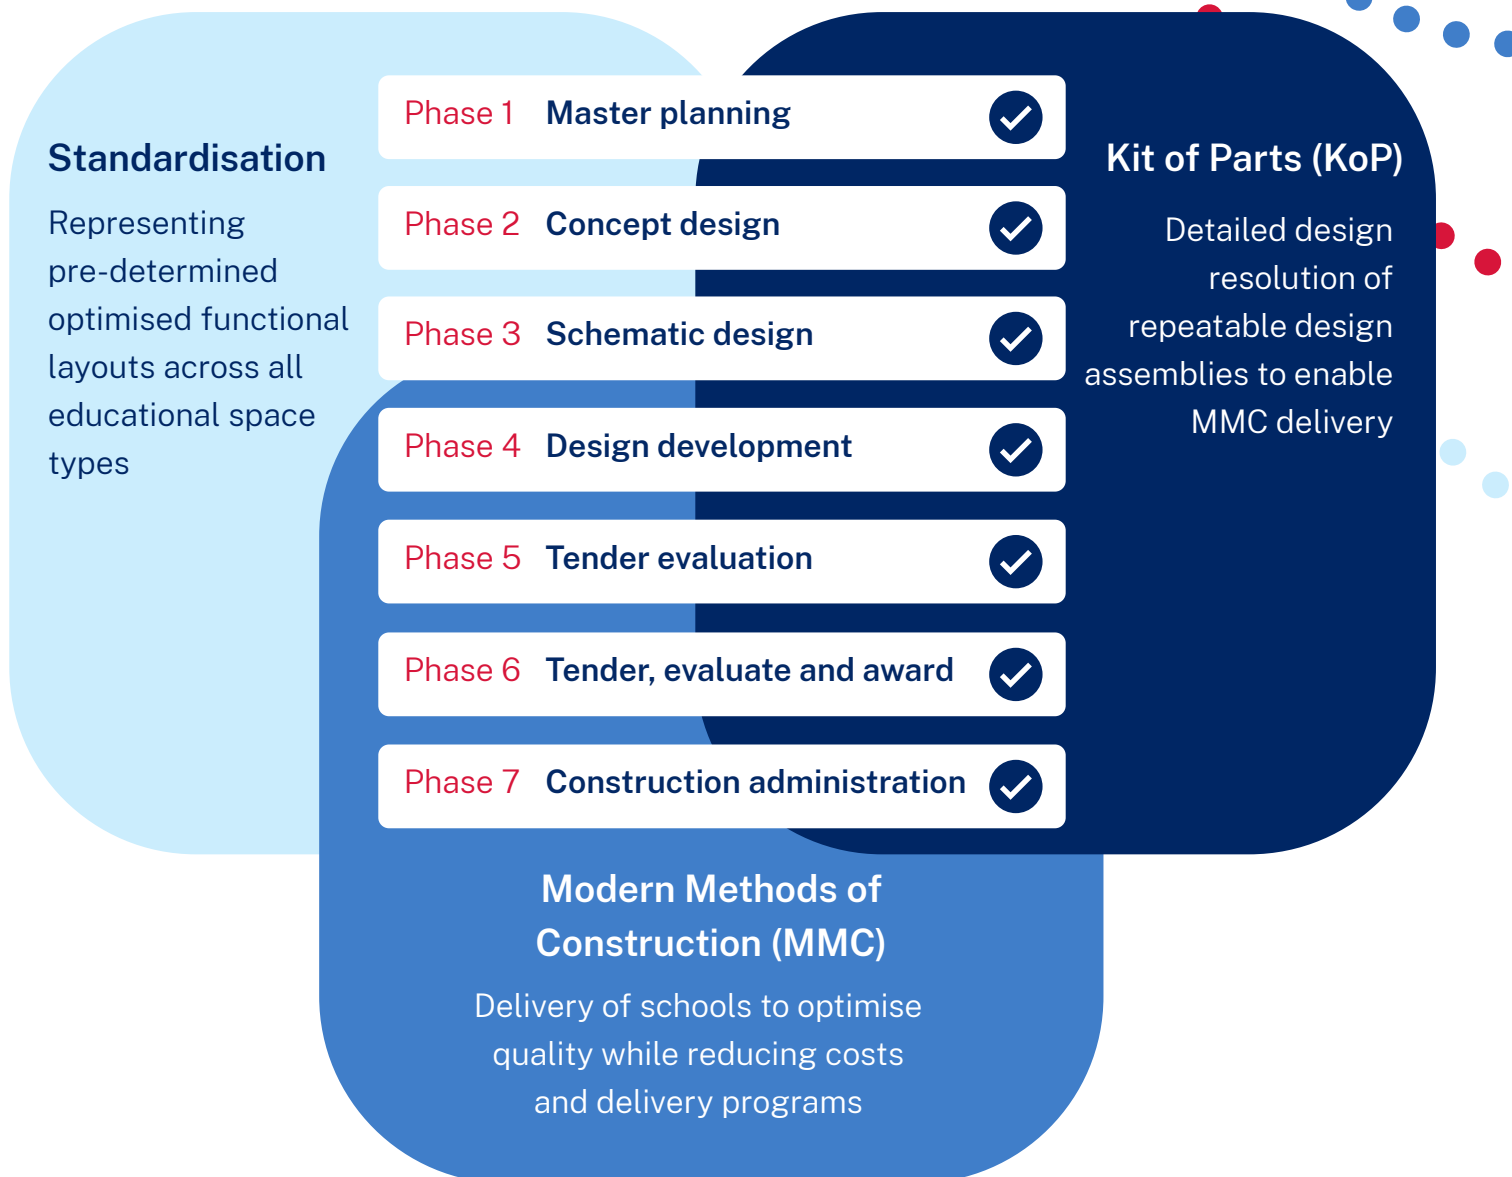 Standardisation
Representing
pre-determined
optimised functional
layouts across all
educational space
types
Phase 1 Master planning
Phase 2 Concept design
Phase 3 Schematic design
Phase 4 Design development
Phase 5 Tender evaluation
Phase 6 Tender, evaluate and award
Phase 7 Construction administration
Kit of Parts (KoP)
Detailed design
resolution of
repeatable design
assemblies to enable
MMC delivery
Modern Methods of
Construction (MMC)
Delivery of schools to optimise
quality while reducing costs
and delivery programs